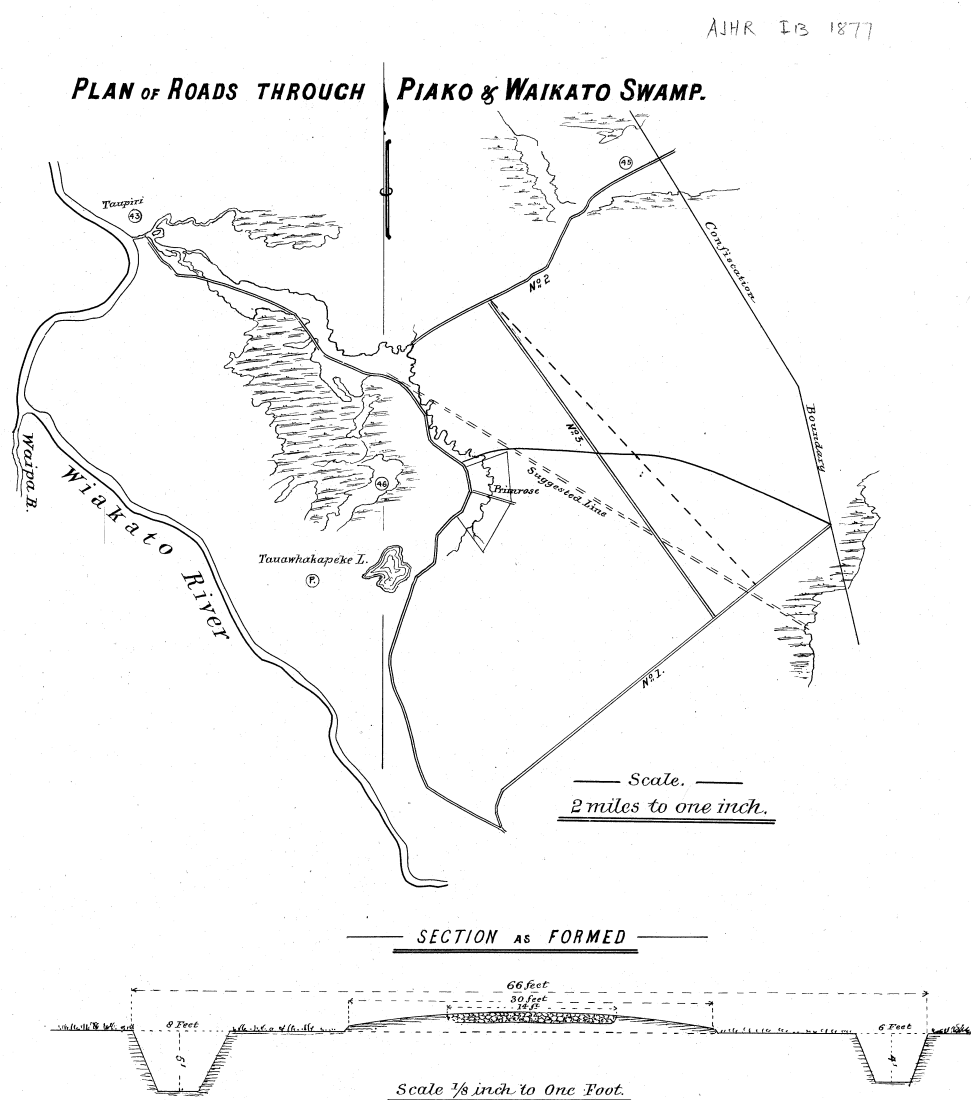 AJHR I13 1877
PLAN OF ROADS THROUGH PIAKO & WAIKATO SWAMP.
45
Taupiri
43
Confiscation
No. 2
Boundary
No. 3.
Waipa R.
Wiakato
River
46
Primrose
Suggested Line
Tauawhakapeke L.
P.
No. 1.
Scale.
2 miles to one inch.
SECTION AS FORMED
66 feet
30 feet
14 ft
8 Feet
6 Feet
5'
4'
Scale 1/8 inch to One Foot.